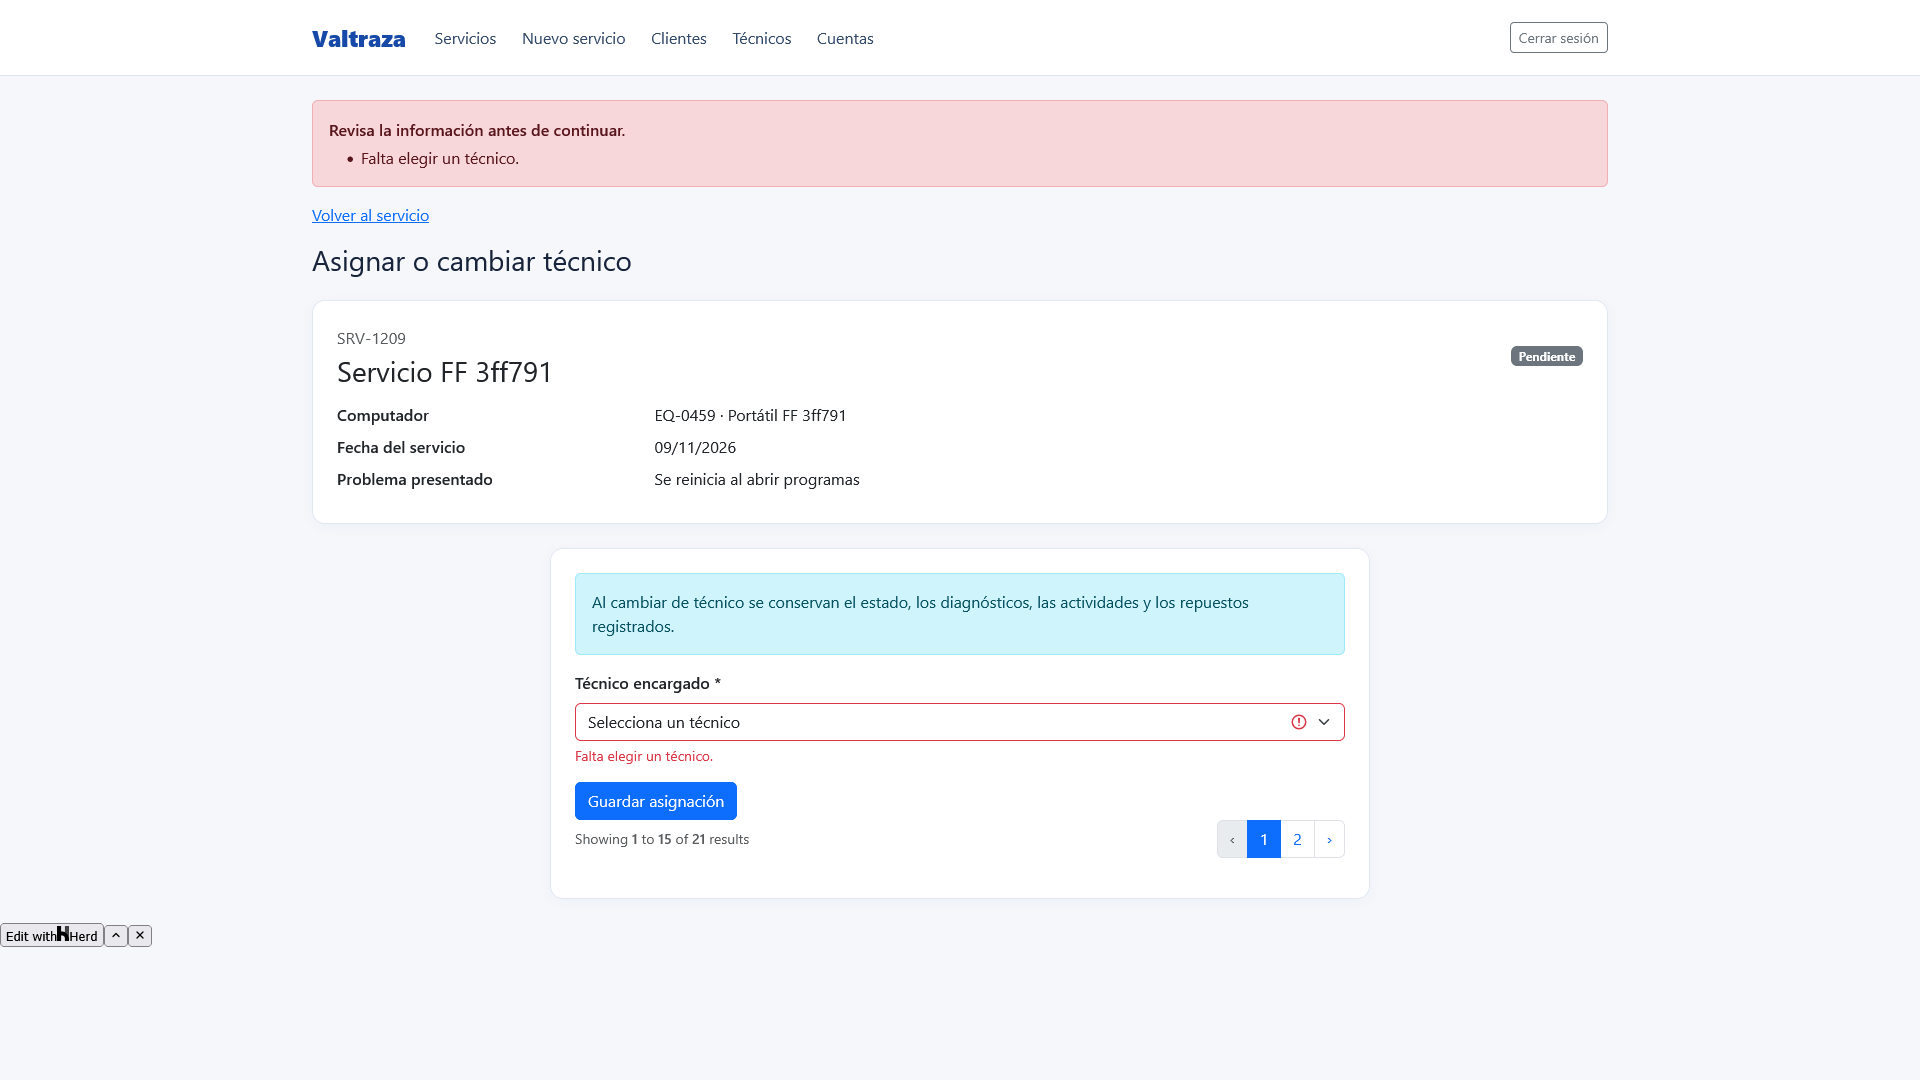 Valtraza Servicios Nuevo servicio Clientes Técnicos Cuentas Cerrar sesión
Revisa la información antes de continuar.
• Falta elegir un técnico.
Volver al servicio
Asignar o cambiar técnico
SRV-1209
Servicio FF 3ff791
Pendiente
Computador EQ-0459 · Portátil FF 3ff791
Fecha del servicio 09/11/2026
Problema presentado Se reinicia al abrir programas
Al cambiar de técnico se conservan el estado, los diagnósticos, las actividades y los repuestos
registrados.
Técnico encargado *
Selecciona un técnico
Falta elegir un técnico.
Guardar asignación
Showing 1 to 15 of 21 results ‹ 1 2 ›
Edit with Herd